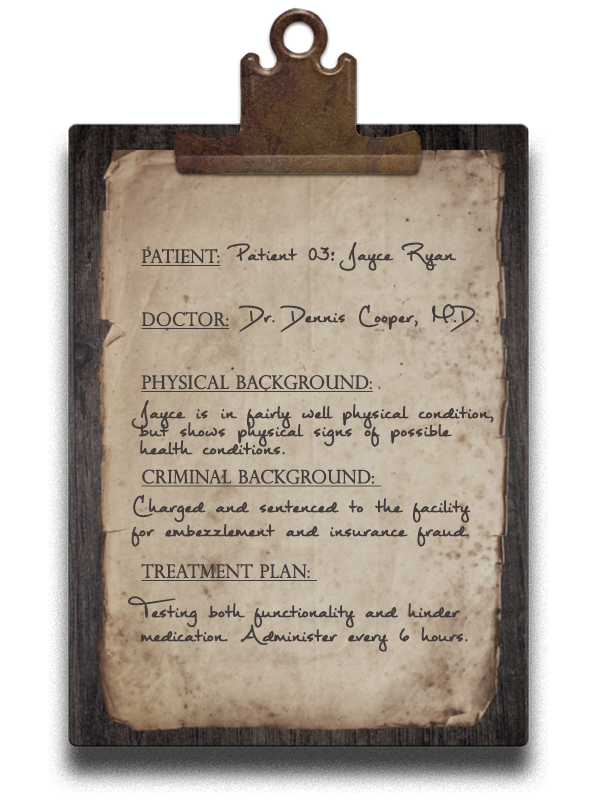 PATIENT: Patient 03: Jayce Ryan
DOCTOR: Dr. Dennis Cooper, M.D.
PHYSICAL BACKGROUND:
Jayce is in fairly well physical condition,
but shows physical signs of possible
health conditions.
CRIMINAL BACKGROUND:
Charged and sentenced to the facility
for embezzlement and insurance fraud.
TREATMENT PLAN:
Testing both functionality and hinder
medication. Administer every 6 hours.